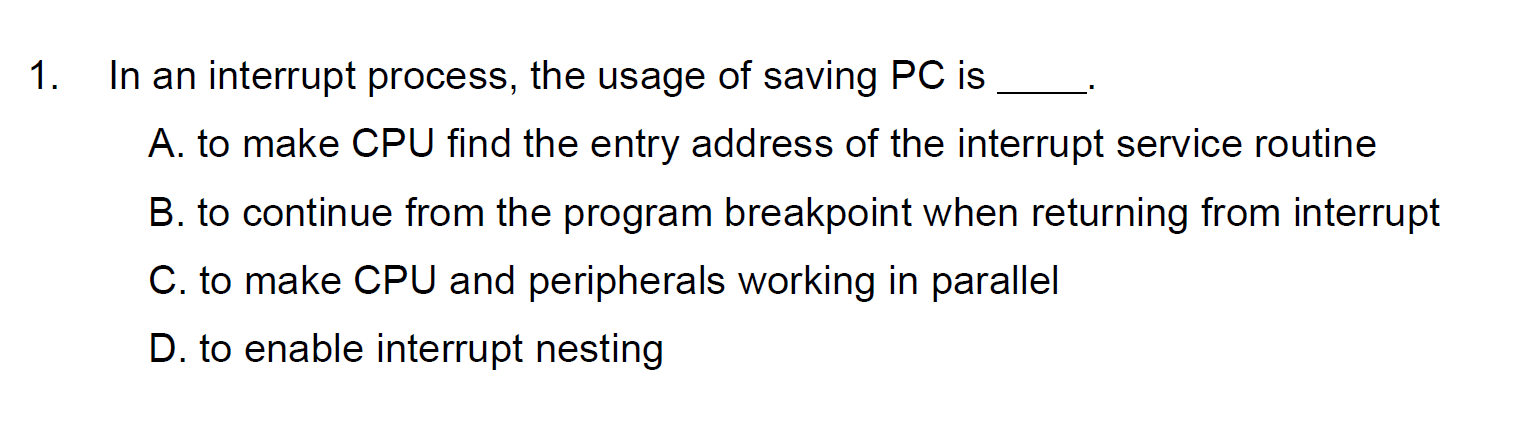 1. In an interrupt process, the usage of saving PC is ____.
A. to make CPU find the entry address of the interrupt service routine
B. to continue from the program breakpoint when returning from interrupt
C. to make CPU and peripherals working in parallel
D. to enable interrupt nesting